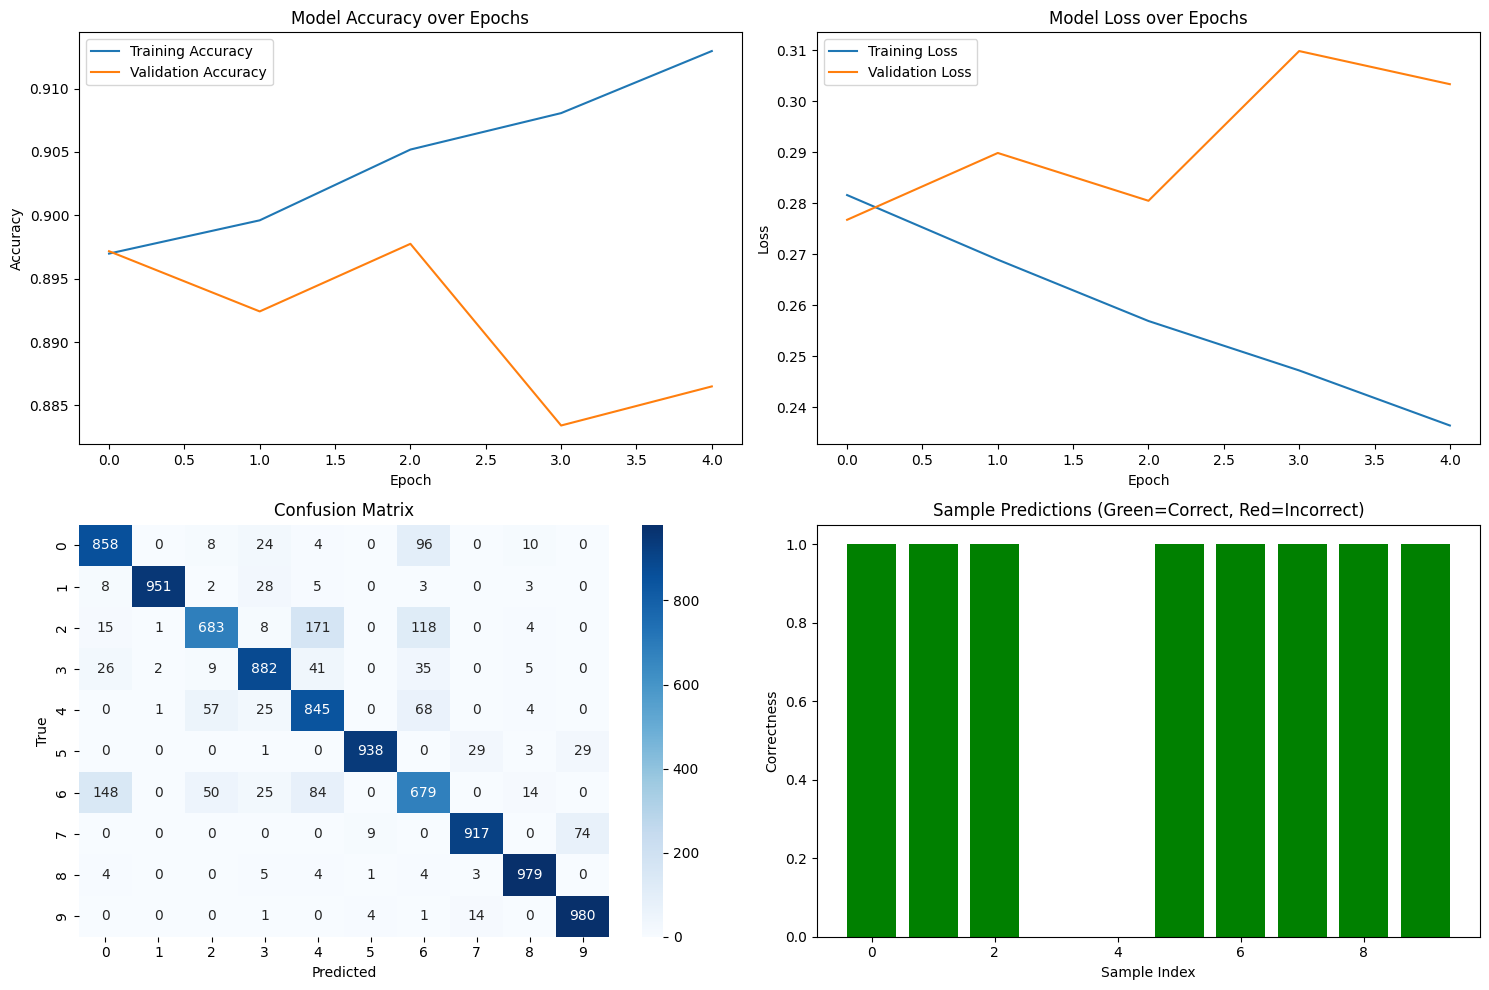 Model Accuracy over Epochs
Training Accuracy
Validation Accuracy
0.910
0.905
0.900
0.895
0.890
0.885
Accuracy
0.0 0.5 1.0 1.5 2.0 2.5 3.0 3.5 4.0
Epoch
Model Loss over Epochs
Training Loss
Validation Loss
0.31
0.30
0.29
0.28
0.27
0.26
0.25
0.24
Loss
0.0 0.5 1.0 1.5 2.0 2.5 3.0 3.5 4.0
Epoch
Confusion Matrix
0 858 0 8 24 4 0 96 0 10 0
1 8 951 2 28 5 0 3 0 3 0
2 15 1 683 8 171 0 118 0 4 0
3 26 2 9 882 41 0 35 0 5 0
4 0 1 57 25 845 0 68 0 4 0
5 0 0 0 1 0 938 0 29 3 29
6 148 0 50 25 84 0 679 0 14 0
7 0 0 0 0 0 9 0 917 0 74
8 4 0 0 5 4 1 4 3 979 0
9 0 0 0 1 0 4 1 14 0 980
True
0 1 2 3 4 5 6 7 8 9
Predicted
800
600
400
200
0
Sample Predictions (Green=Correct, Red=Incorrect)
1.0
0.8
0.6
0.4
0.2
0.0
Correctness
0 2 4 6 8
Sample Index